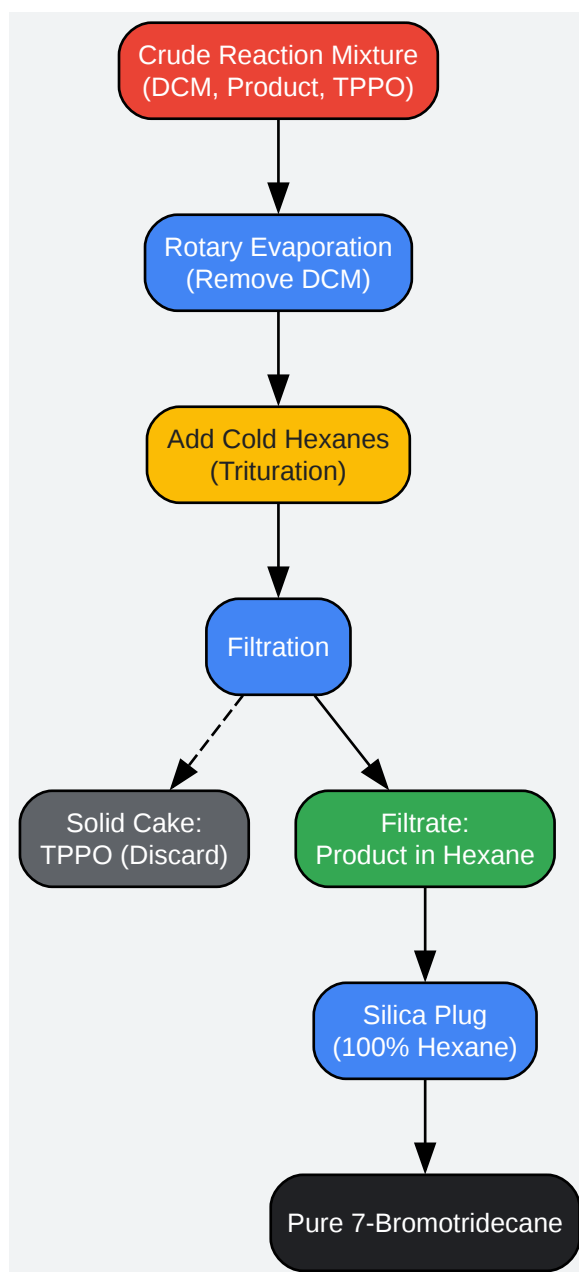 Crude Reaction Mixture
(DCM, Product, TPPO)
Rotary Evaporation
(Remove DCM)
Add Cold Hexanes
(Trituration)
Filtration
Solid Cake:
TPPO (Discard)
Filtrate:
Product in Hexane
Silica Plug
(100% Hexane)
Pure 7-Bromotridecane